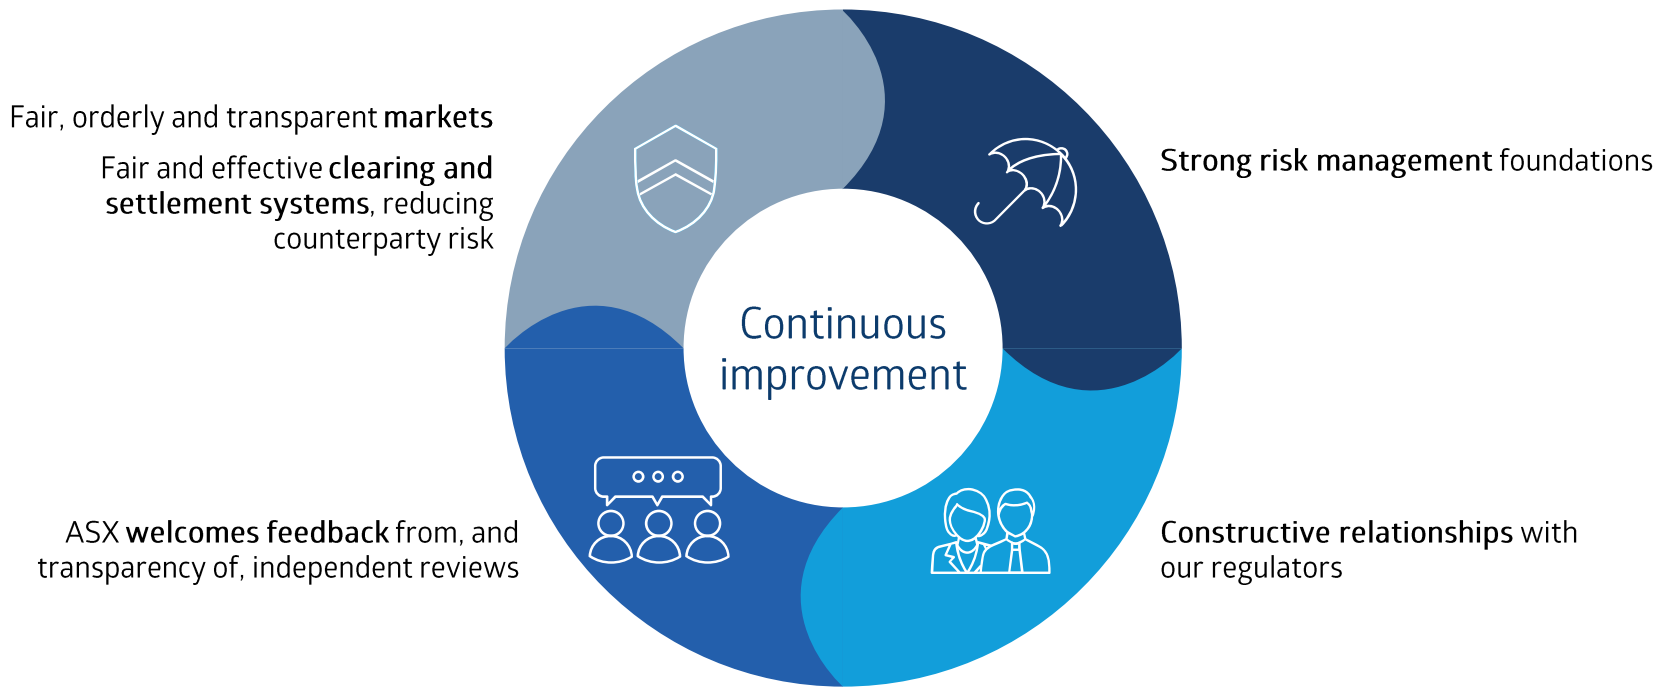 Fair, orderly and transparent markets
Fair and effective clearing and
settlement systems, reducing
counterparty risk
Strong risk management foundations
Continuous
improvement
ASX welcomes feedback from, and
transparency of, independent reviews
Constructive relationships with
our regulators